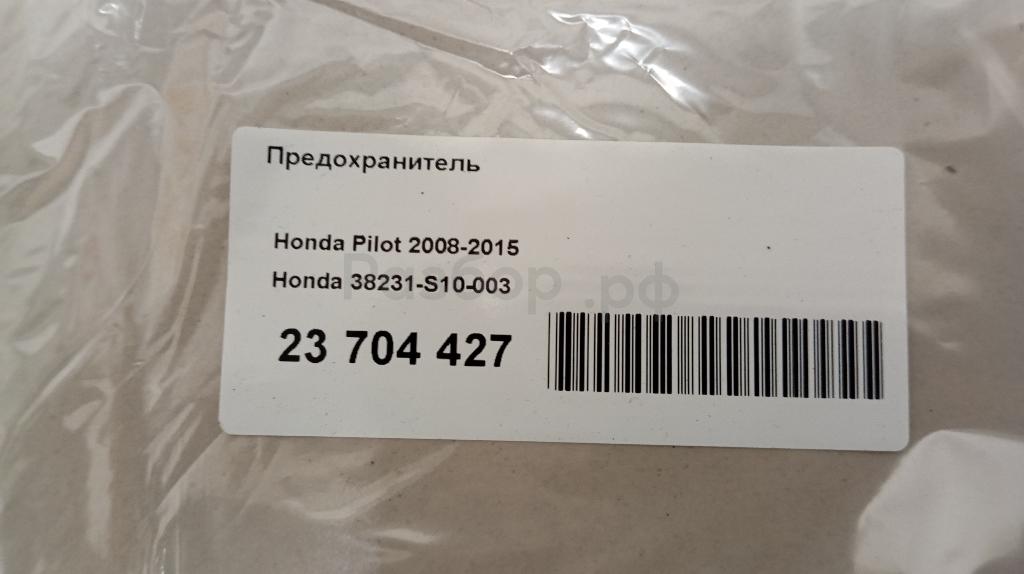 Предохранитель
Honda Pilot 2008-2015
Honda 38231-S10-003
Разбор.рф
23 704 427